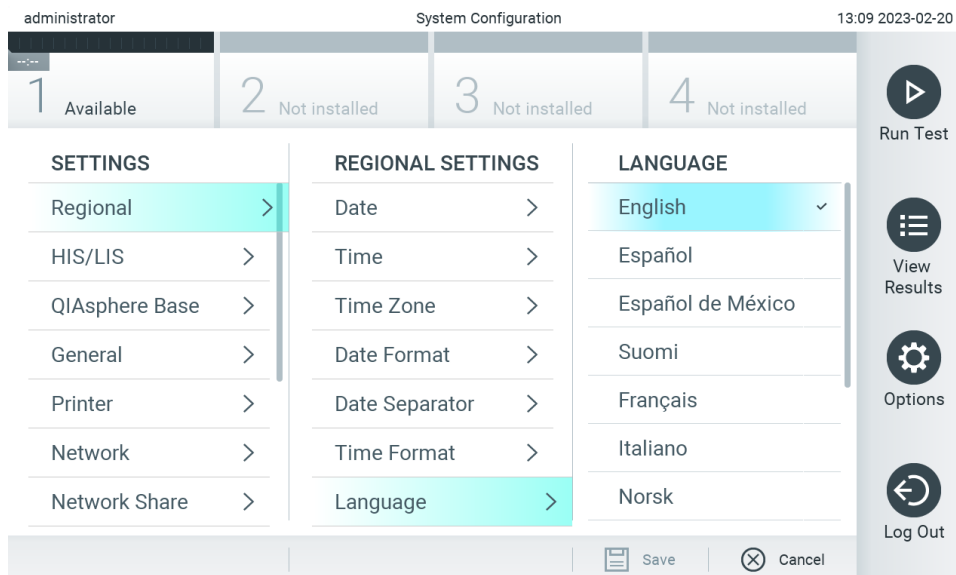 administrator
System Configuration
13:09 2023-02-20
--:--
1 Available
2 Not installed
3 Not installed
4 Not installed
Run Test
View
Results
Options
Log Out
SETTINGS
Regional
HIS/LIS
QIAsphere Base
General
Printer
Network
Network Share
REGIONAL SETTINGS
Date
Time
Time Zone
Date Format
Date Separator
Time Format
Language
LANGUAGE
English
Español
Español de México
Suomi
Français
Italiano
Norsk
Save
Cancel